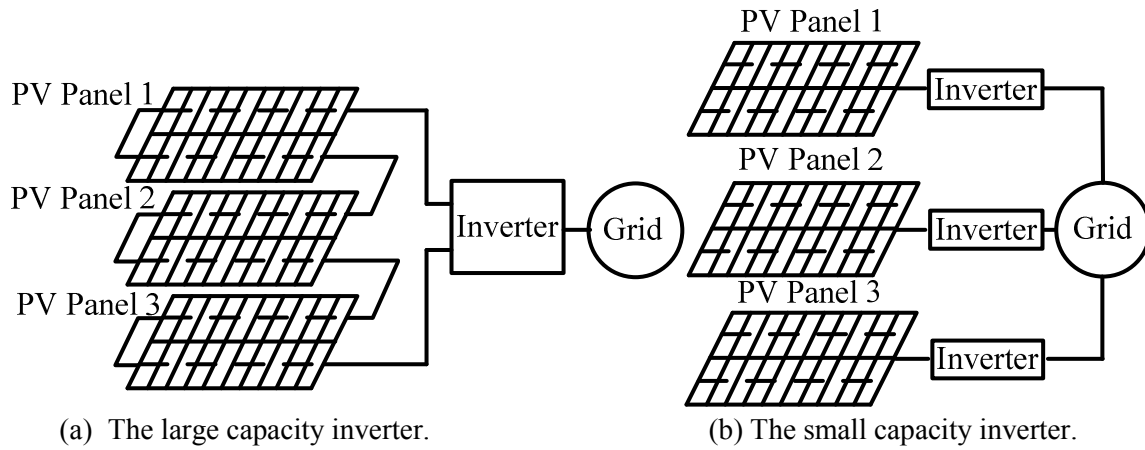 PV Panel 1
PV Panel 2
PV Panel 3
Inverter
Grid
(a) The large capacity inverter.
PV Panel 1
Inverter
PV Panel 2
Inverter
Grid
PV Panel 3
Inverter
(b) The small capacity inverter.